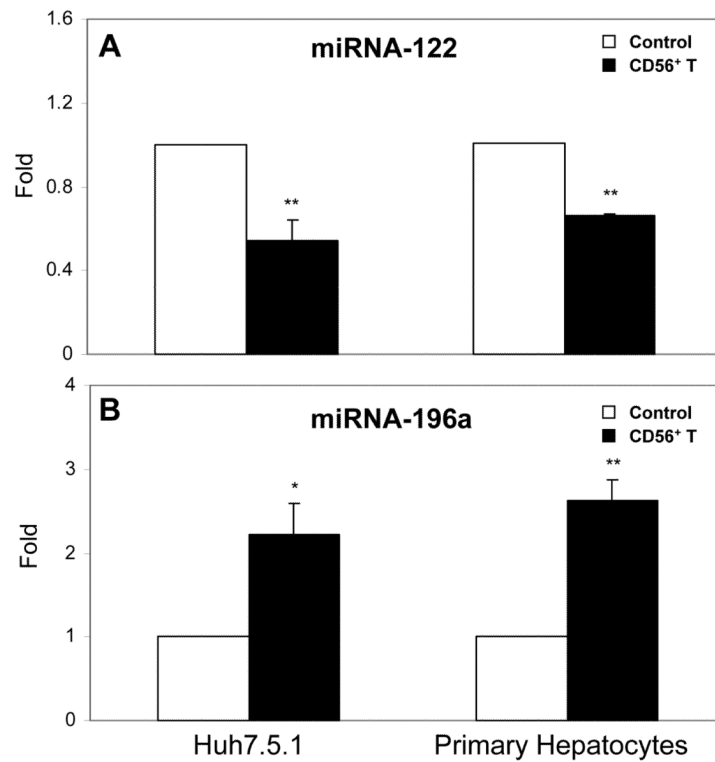 A
miRNA-122
Control
CD56⁺ T
Fold
1.6
1.2
0.8
0.4
0
**
**
B
miRNA-196a
Control
CD56⁺ T
Fold
4
3
2
1
0
*
**
Huh7.5.1
Primary Hepatocytes